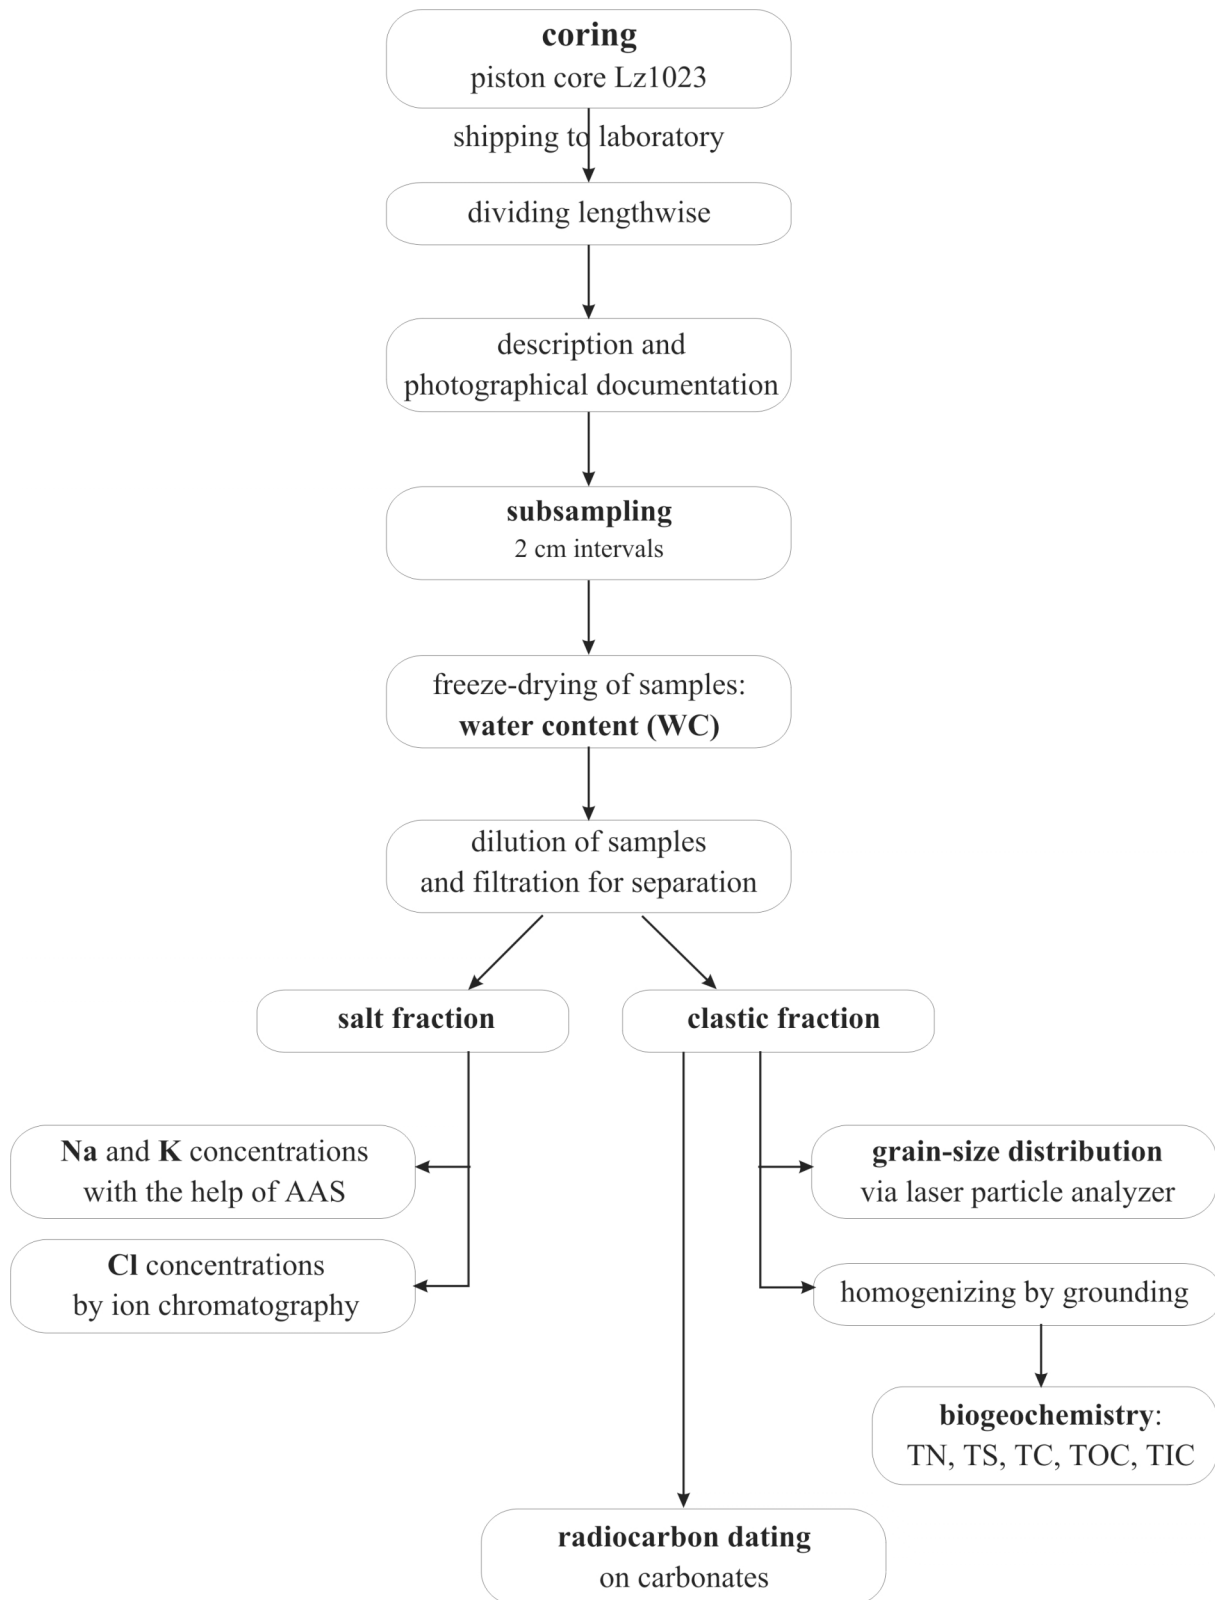 coring
piston core Lz1023
shipping to laboratory
dividing lengthwise
description and
photographical documentation
subsampling
2 cm intervals
freeze-drying of samples:
water content (WC)
dilution of samples
and filtration for separation
salt fraction
clastic fraction
Na and K concentrations
with the help of AAS
Cl concentrations
by ion chromatography
grain-size distribution
via laser particle analyzer
homogenizing by grounding
biogeochemistry:
TN, TS, TC, TOC, TIC
radiocarbon dating
on carbonates